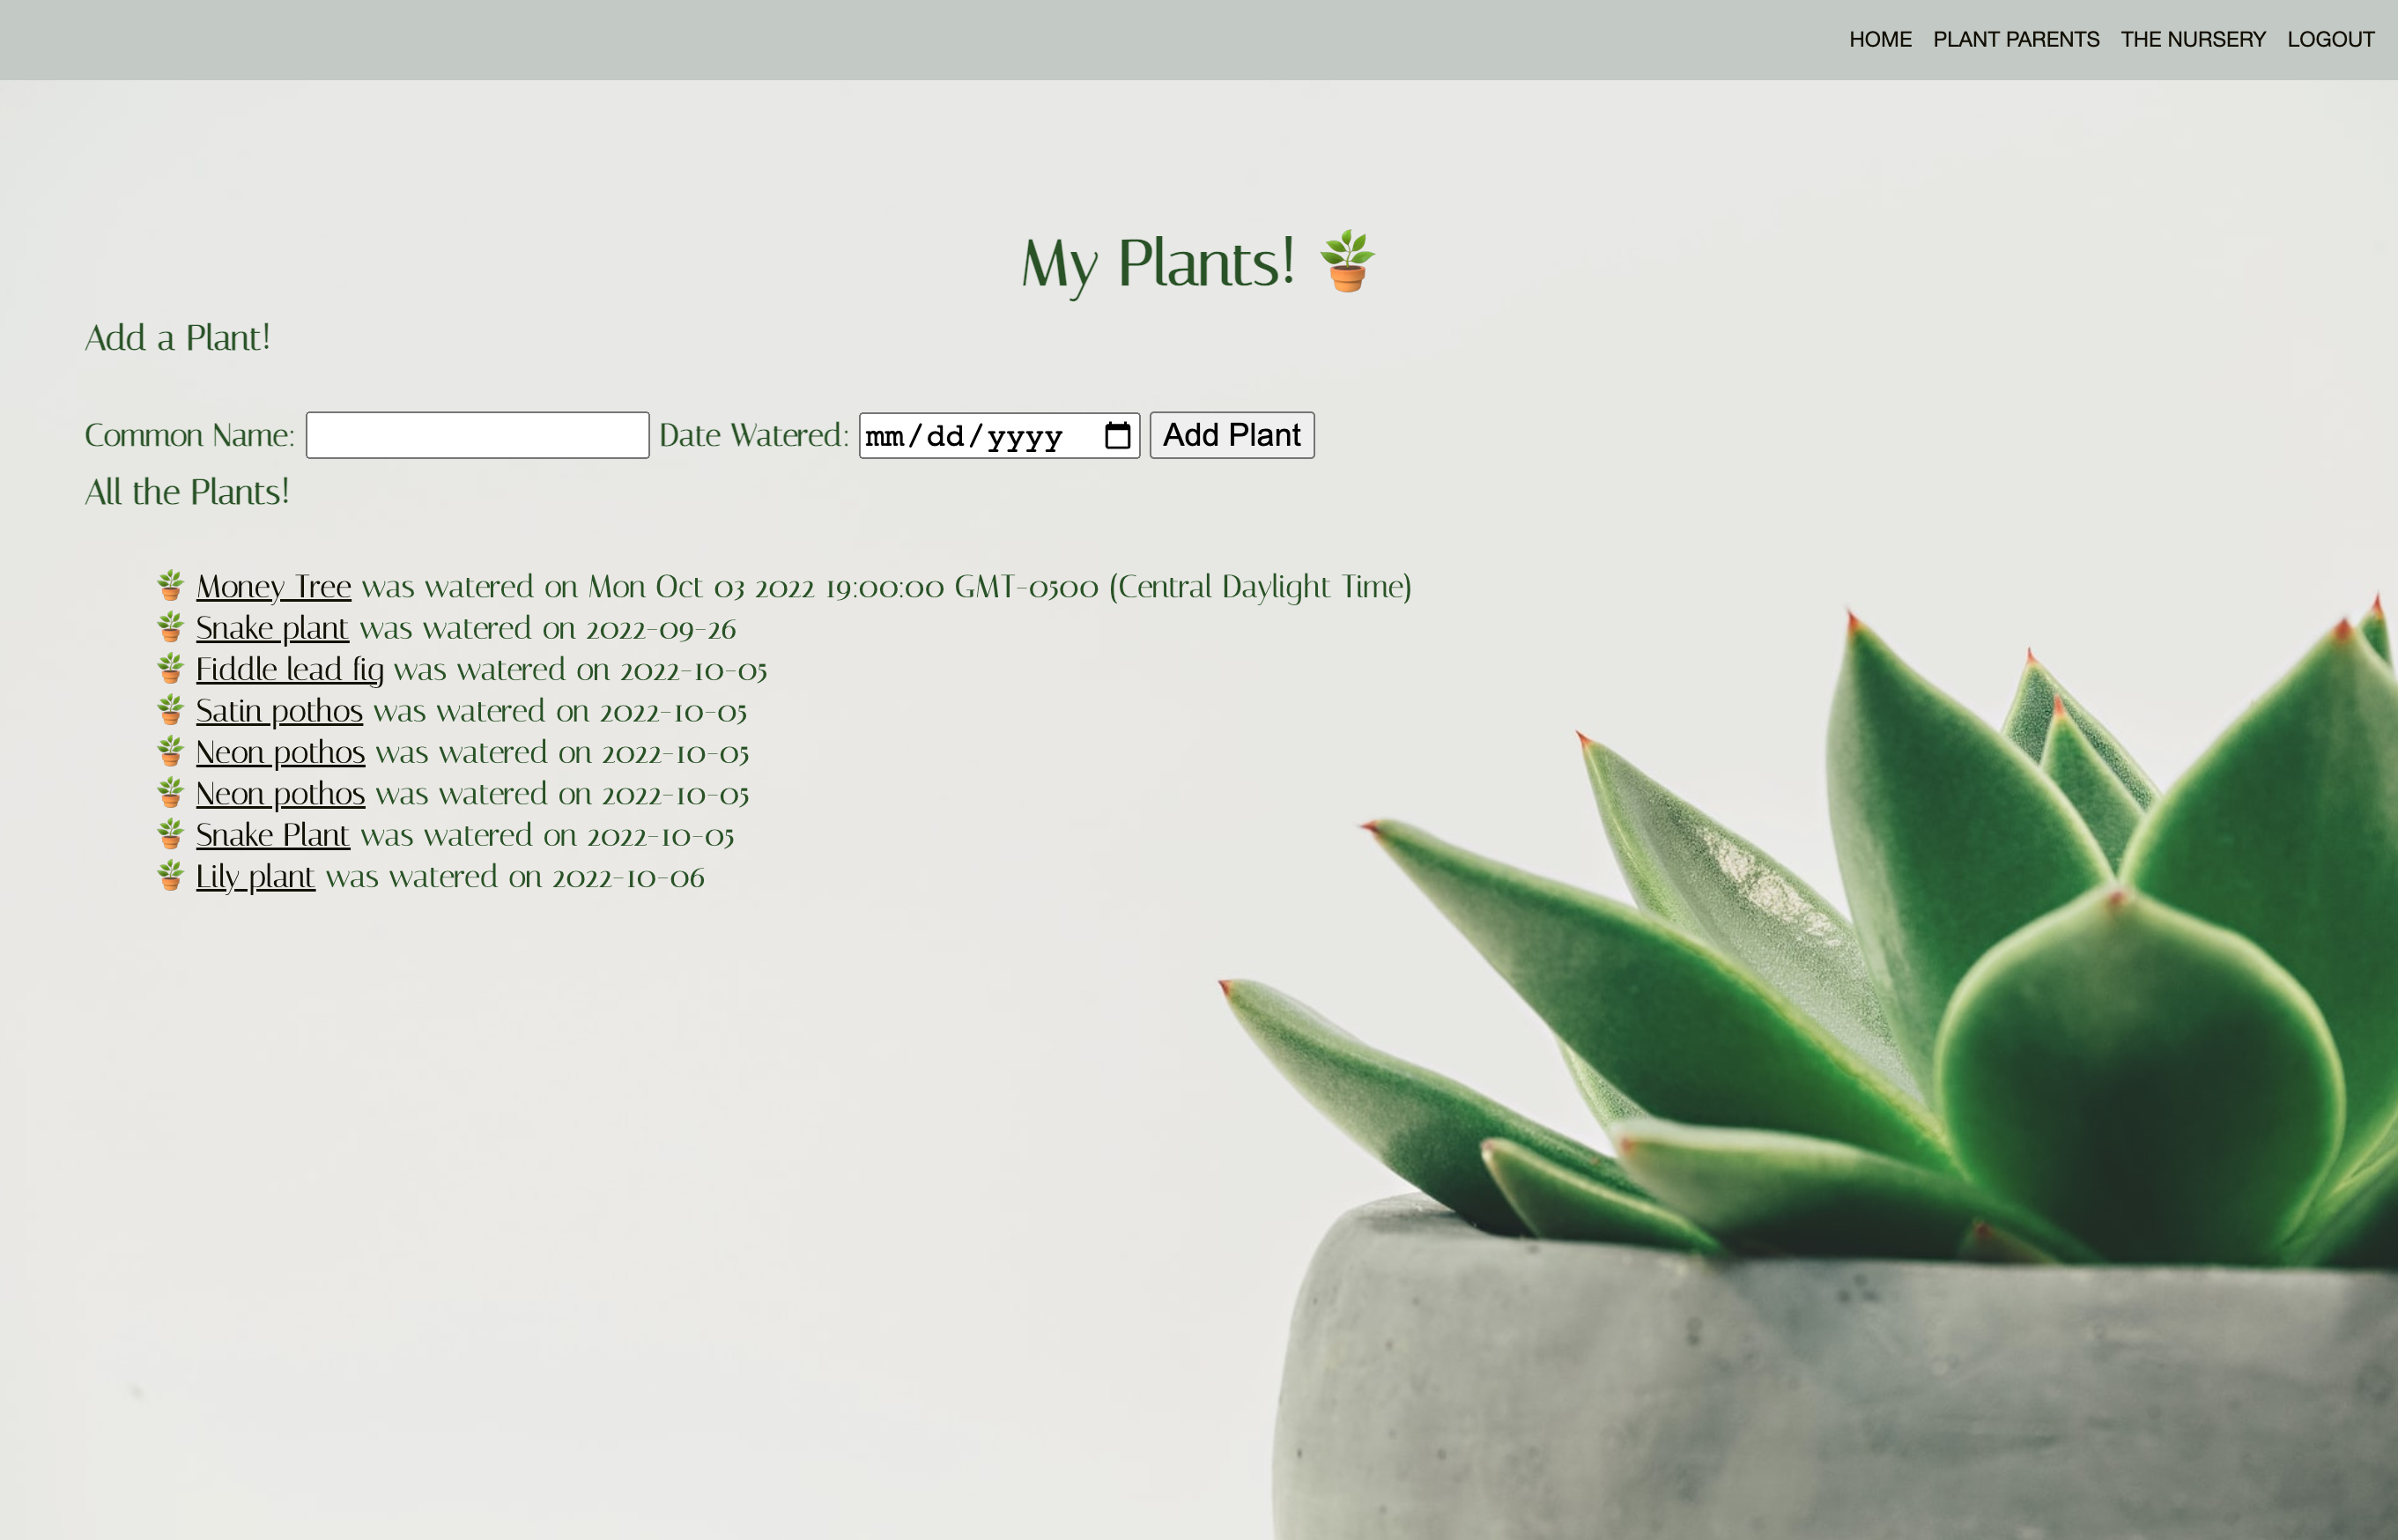 HOME PLANT PARENTS THE NURSERY LOGOUT
My Plants! 🪴
Add a Plant!
Common Name: Date Watered: mm/dd/yyyy Add Plant
All the Plants!
🪴 Money Tree was watered on Mon Oct 03 2022 19:00:00 GMT-0500 (Central Daylight Time)
🪴 Snake plant was watered on 2022-09-26
🪴 Fiddle lead fig was watered on 2022-10-05
🪴 Satin pothos was watered on 2022-10-05
🪴 Neon pothos was watered on 2022-10-05
🪴 Neon pothos was watered on 2022-10-05
🪴 Snake Plant was watered on 2022-10-05
🪴 Lily plant was watered on 2022-10-06